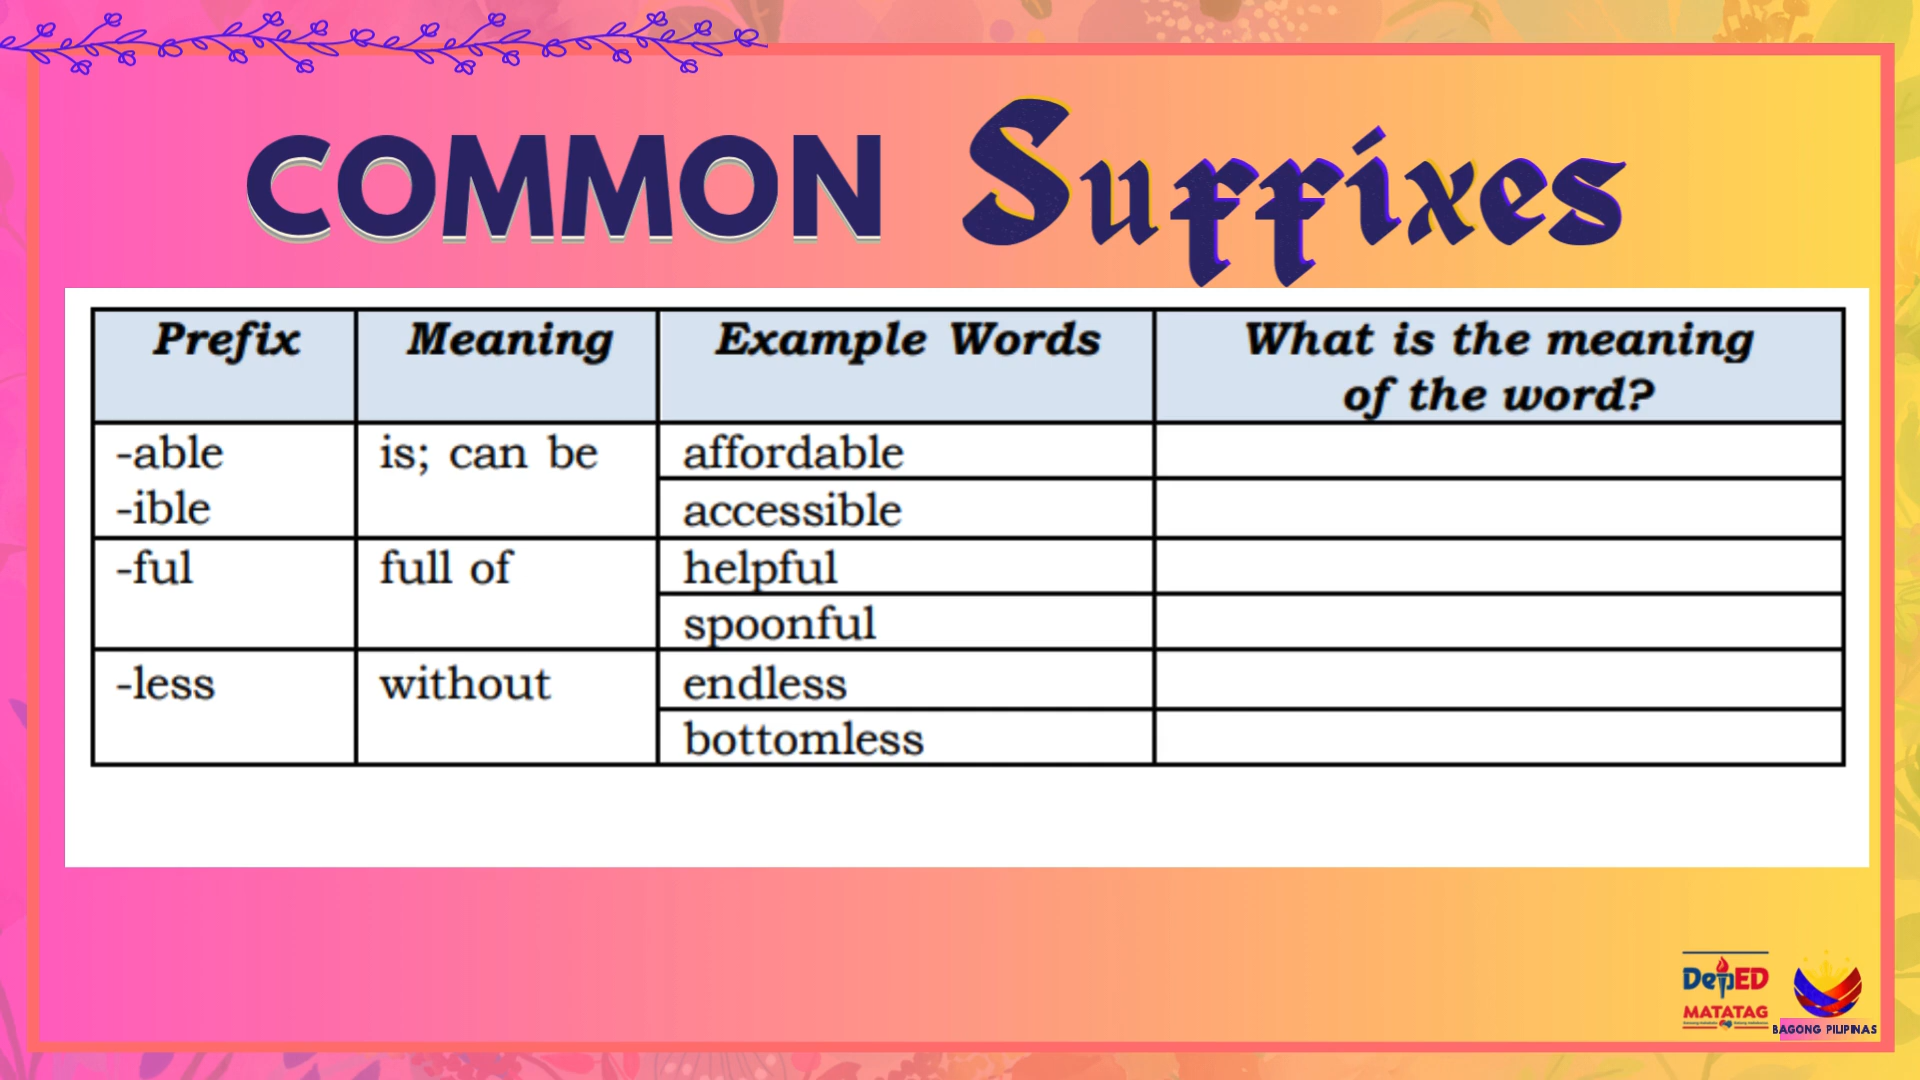 COMMON Suffixes
Prefix Meaning Example Words What is the meaning
of the word?
-able is; can be affordable
-ible accessible
-ful full of helpful
spoonful
-less without endless
bottomless
DepED
MATATAG
BAGONG PILIPINAS